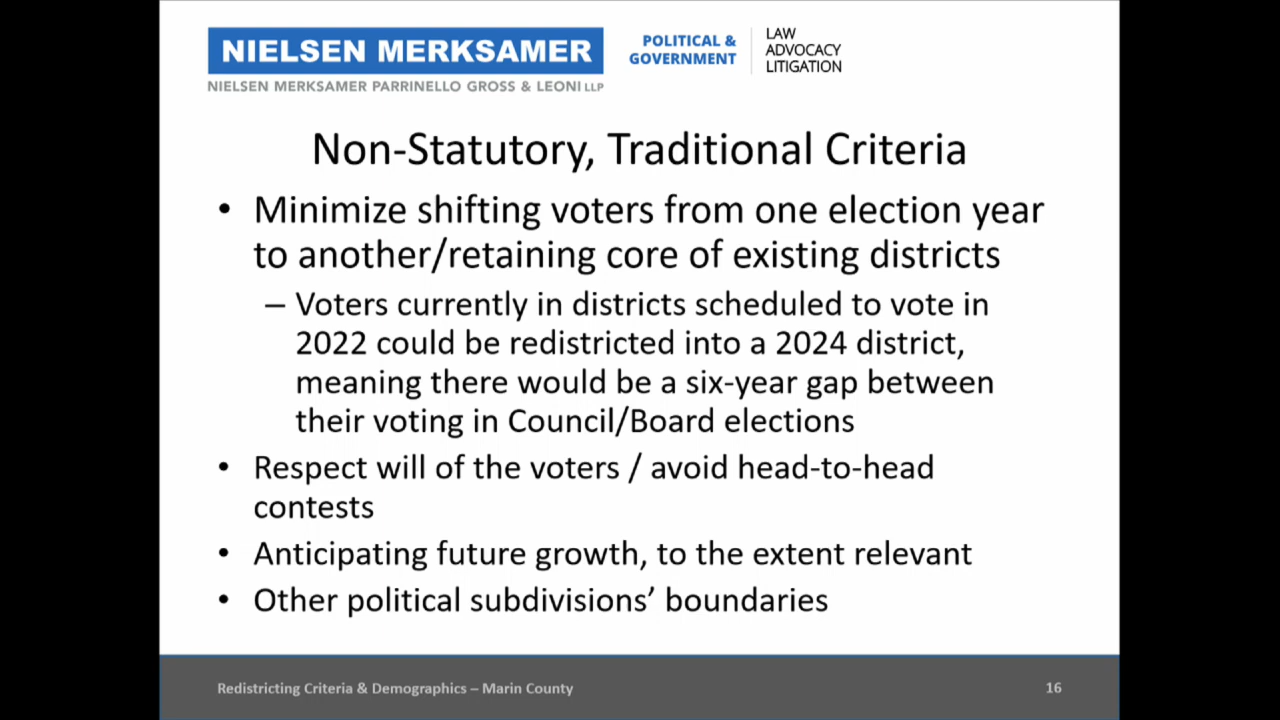 NIELSEN MERKSAMER
NIELSEN MERKSAMER PARRINELLO GROSS & LEONI LLP
POLITICAL &
GOVERNMENT
LAW
ADVOCACY
LITIGATION
Non-Statutory, Traditional Criteria
• Minimize shifting voters from one election year
to another/retaining core of existing districts
– Voters currently in districts scheduled to vote in
2022 could be redistricted into a 2024 district,
meaning there would be a six-year gap between
their voting in Council/Board elections
• Respect will of the voters / avoid head-to-head
contests
• Anticipating future growth, to the extent relevant
• Other political subdivisions’ boundaries
Redistricting Criteria & Demographics – Marin County
16